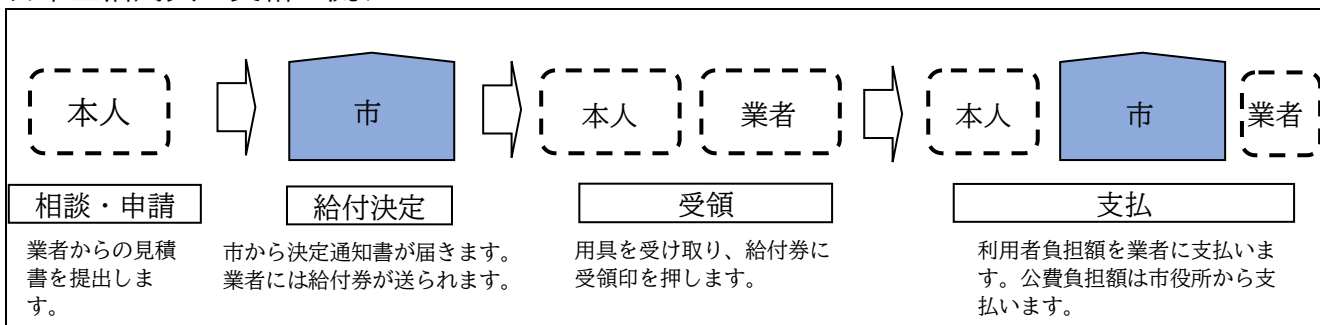 本人
市
本人
業者
本人
市
業者
相談・申請
給付決定
受領
支払
業者からの見積
書を提出しま
す。
市から決定通知書が届きます。
業者には給付券が送られます。
用具を受け取り、給付券に
受領印を押します。
利用者負担額を業者に支払いま
す。公費負担額は市役所から支
払います。